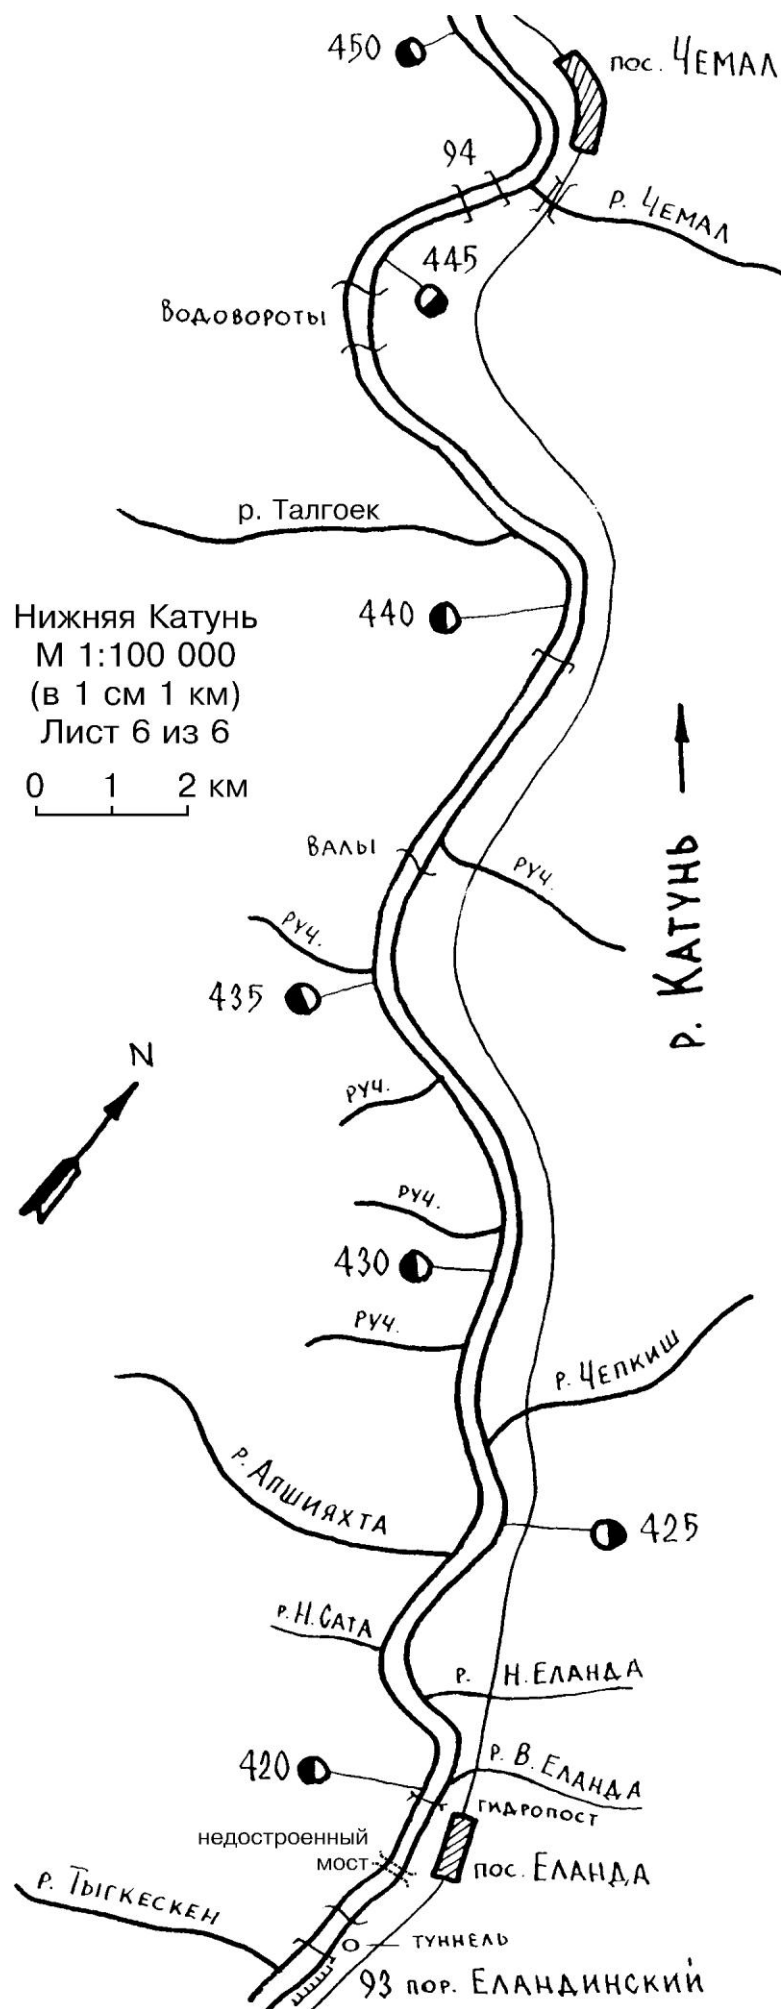 450
пос. ЧЕМАЛ
94
р. ЧЕМАЛ
445
ВОДОВОРОТЫ
р. Талгоек
Нижняя Катунь
М 1:100 000
(в 1 см 1 км)
Лист 6 из 6
0 1 2 км
440
ВАЛЫ
РУЧ.
РУЧ.
435
р. КАТУНЬ
N
РУЧ.
РУЧ.
430
РУЧ.
р. ЧЕПКИШ
р. АПШИЯХТА
425
р. Н. САТА
р. Н. ЕЛАНДА
420
р. В. ЕЛАНДА
ГИДРОПОСТ
недостроенный
мост
пос. ЕЛАНДА
р. ТЫГКЕСКЕН
ТУННЕЛЬ
93 пор. ЕЛАНДИНСКИЙ